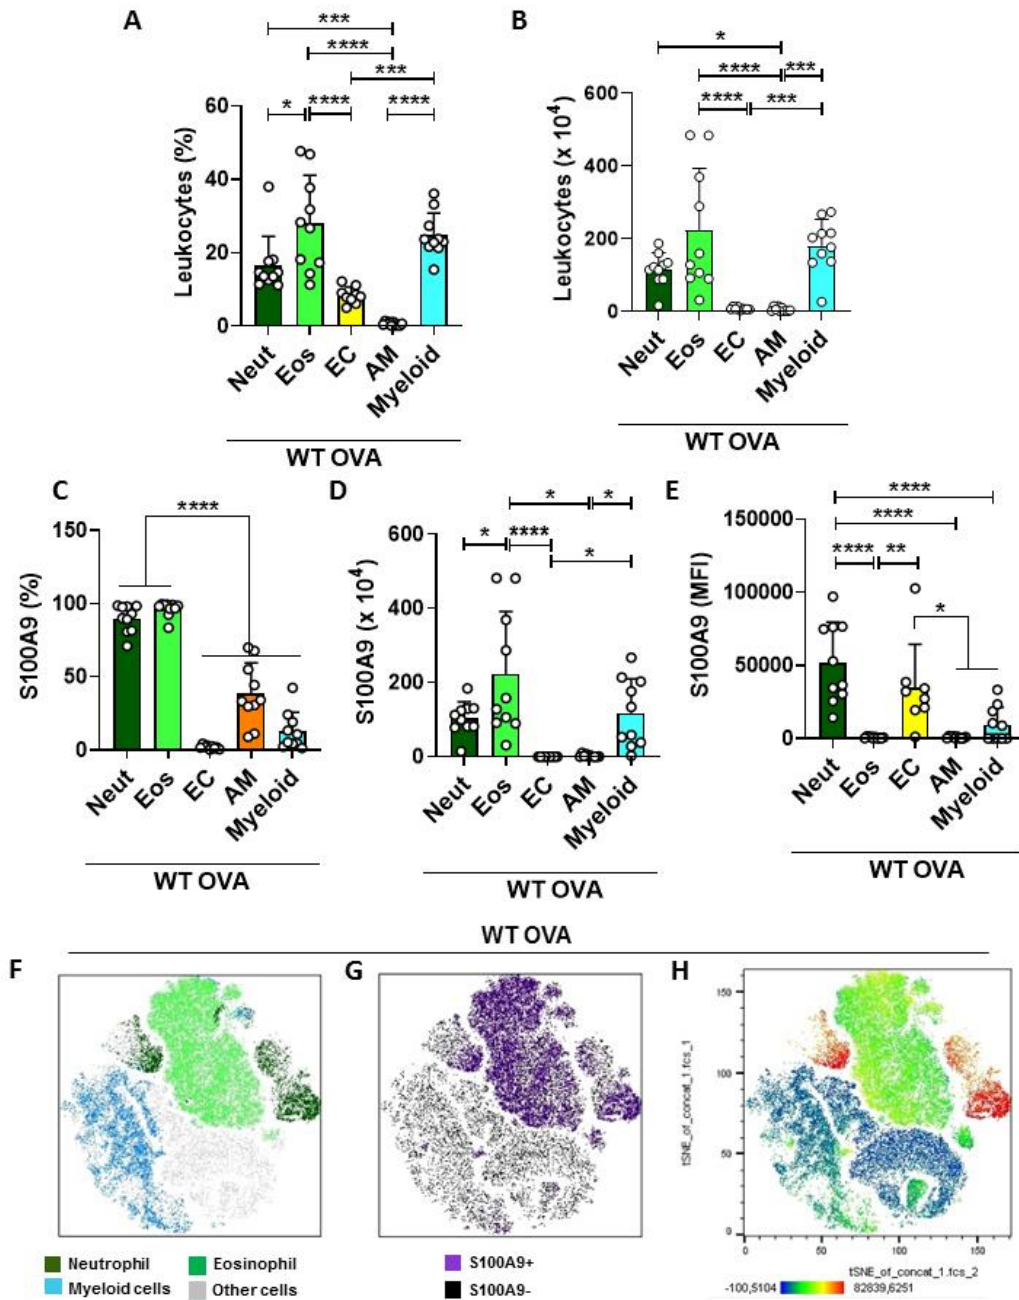 A
B
***
****
***
*
****
****
*
****
***
****
***
Leukocytes (%)
60
40
20
0
Neut
Eos
EC
AM
Myeloid
WT OVA
Leukocytes (x 10⁴)
600
400
200
0
Neut
Eos
EC
AM
Myeloid
WT OVA
C
D
E
****
S100A9 (%)
150
100
50
0
Neut
Eos
EC
AM
Myeloid
WT OVA
*
*
*
****
*
S100A9 (x 10⁴)
600
400
200
0
Neut
Eos
EC
AM
Myeloid
WT OVA
****
****
****
**
*
S100A9 (MFI)
150000
100000
50000
0
Neut
Eos
EC
AM
Myeloid
WT OVA
WT OVA
F
G
H
Neutrophil
Eosinophil
Myeloid cells
Other cells
S100A9+
S100A9-
tSNE_of_concat_1.fcs_1
150
100
50
0
0
50
100
150
tSNE_of_concat_1.fcs_2
-100,5104
82839,6251